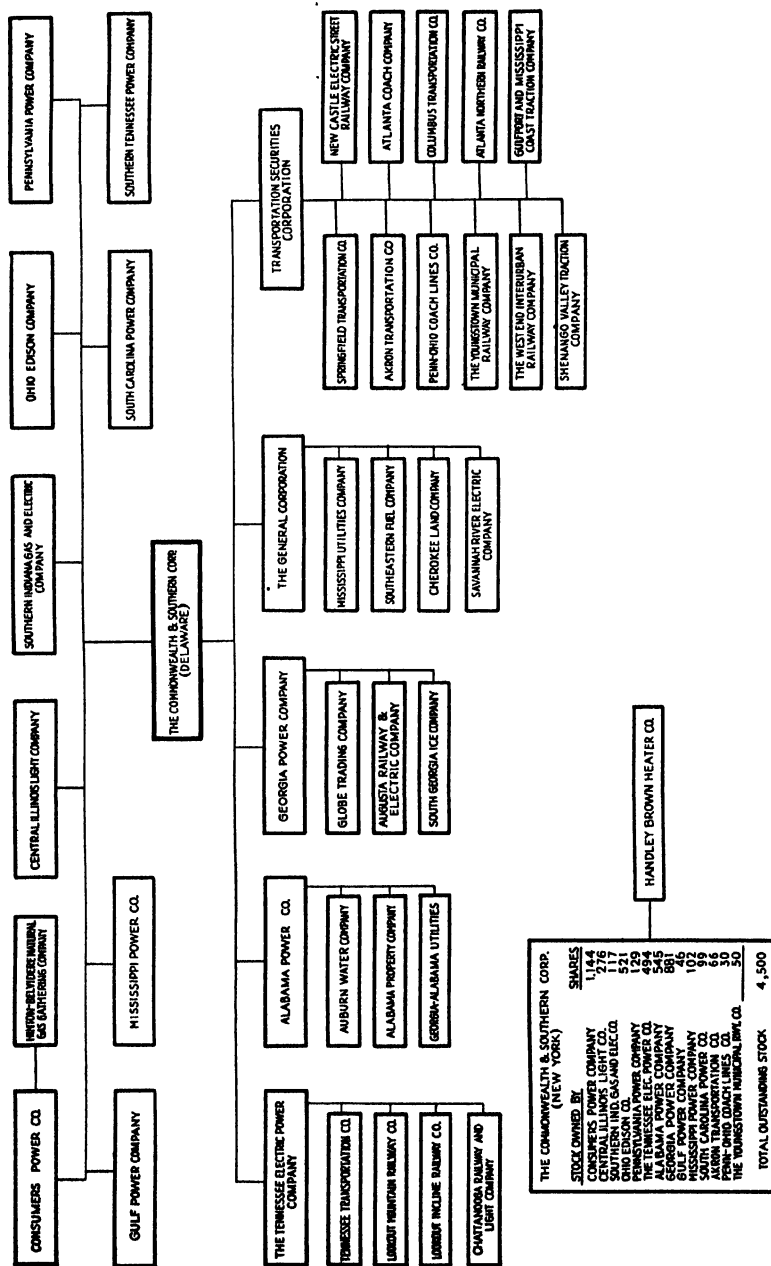 CONSUMERS POWER CO.
MINTON-BELVIDERE NATURAL
GAS GATHERING COMPANY
CENTRAL ILLINOIS LIGHT COMPANY
SOUTHERN INDIANA GAS AND ELECTRIC
COMPANY
OHIO EDISON COMPANY
PENNSYLVANIA POWER COMPANY
GULF POWER COMPANY
MISSISSIPPI POWER CO.
SOUTH CAROLINA POWER COMPANY
SOUTHERN TENNESSEE POWER COMPANY
THE COMMONWEALTH & SOUTHERN CORP.
(DELAWARE)
THE TENNESSEE ELECTRIC POWER
COMPANY
TENNESSEE TRANSPORTATION CO.
LOOKOUT MOUNTAIN RAILWAY CO.
LOOKOUT INCLINE RAILWAY CO.
CHATTANOOGA RAILWAY AND
LIGHT COMPANY
ALABAMA POWER CO.
AUBURN WATER COMPANY
ALABAMA PROPERTY COMPANY
GEORGIA-ALABAMA UTILITIES
GEORGIA POWER COMPANY
GLOBE TRADING COMPANY
AUGUSTA RAILWAY &
ELECTRIC COMPANY
SOUTH GEORGIA ICE COMPANY
THE GENERAL CORPORATION
MISSISSIPPI UTILITIES COMPANY
SOUTHEASTERN FUEL COMPANY
CHEROKEE LAND COMPANY
SAVANNAH RIVER ELECTRIC
COMPANY
TRANSPORTATION SECURITIES
CORPORATION
SPRINGFIELD TRANSPORTATION CO.
NEW CASTLE ELECTRIC STREET
RAILWAY COMPANY
AKRON TRANSPORTATION CO
ATLANTA COACH COMPANY
PENN-OHIO COACH LINES CO.
COLUMBUS TRANSPORTATION CO.
THE YOUNGSTOWN MUNICIPAL
RAILWAY COMPANY
ATLANTA NORTHERN RAILWAY CO.
THE WEST END INTERURBAN
RAILWAY COMPANY
GULFPORT AND MISSISSIPPI
COAST TRACTION COMPANY
SHENANGO VALLEY TRACTION
COMPANY
THE COMMONWEALTH & SOUTHERN CORP.
(NEW YORK)
STOCK OWNED BY SHARES
CONSUMERS POWER COMPANY 1,144
CENTRAL ILLINOIS LIGHT CO. 276
SOUTHERN IND. GAS AND ELEC. CO. 117
OHIO EDISON CO. 521
PENNSYLVANIA POWER COMPANY 129
THE TENNESSEE ELEC. POWER CO. 494
ALABAMA POWER COMPANY 545
GEORGIA POWER COMPANY 881
GULF POWER COMPANY 46
MISSISSIPPI POWER COMPANY 102
SOUTH CAROLINA POWER CO. 99
AKRON TRANSPORTATION CO. 66
PENN-OHIO COACH LINES CO. 30
THE YOUNGSTOWN MUNICIPAL RWY. CO. 50
TOTAL OUTSTANDING STOCK 4,500
HANDLEY BROWN HEATER CO.